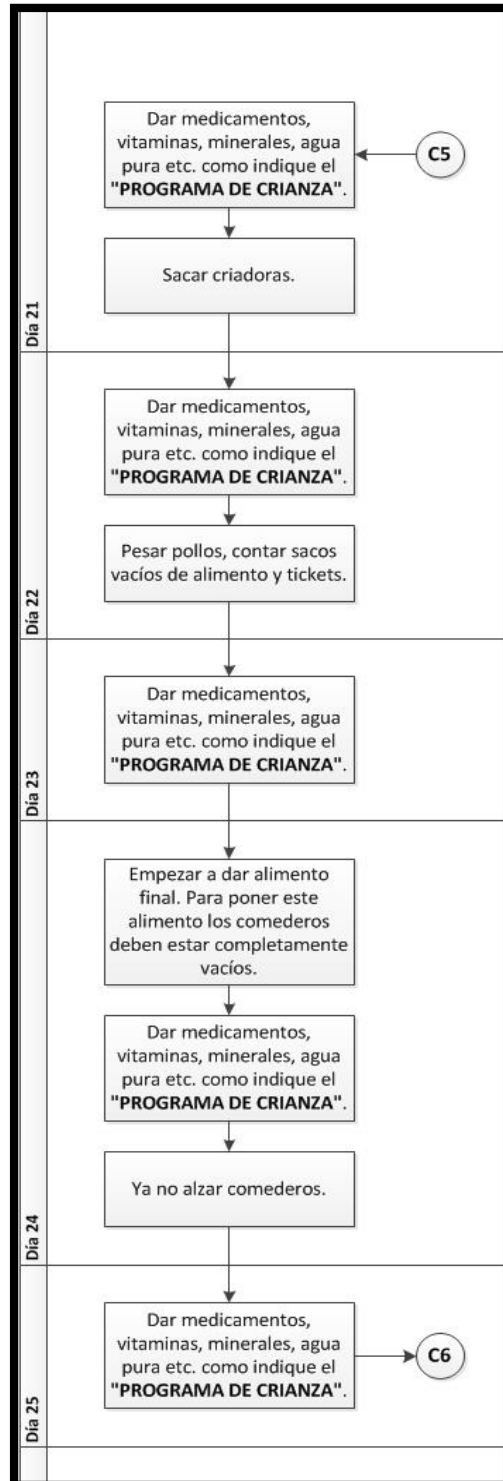 Dar medicamentos,
vitaminas, minerales, agua
pura etc. como indique el
"PROGRAMA DE CRIANZA".
C5
Sacar criadoras.
Día 21
Dar medicamentos,
vitaminas, minerales, agua
pura etc. como indique el
"PROGRAMA DE CRIANZA".
Pesar pollos, contar sacos
vacíos de alimento y tickets.
Día 22
Dar medicamentos,
vitaminas, minerales, agua
pura etc. como indique el
"PROGRAMA DE CRIANZA".
Día 23
Empezar a dar alimento
final. Para poner este
alimento los comederos
deben estar completamente
vacíos.
Dar medicamentos,
vitaminas, minerales, agua
pura etc. como indique el
"PROGRAMA DE CRIANZA".
Ya no alzar comederos.
Día 24
Dar medicamentos,
vitaminas, minerales, agua
pura etc. como indique el
"PROGRAMA DE CRIANZA".
C6
Día 25